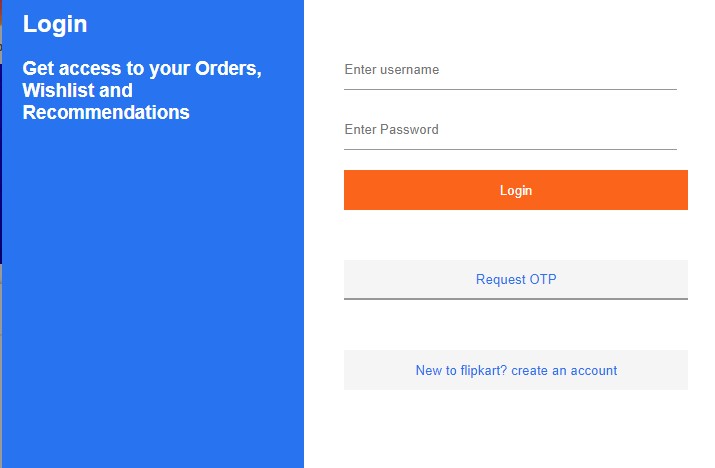 Login
Get access to your Orders,
Wishlist and
Recommendations
Enter username
Enter Password
Login
Request OTP
New to flipkart? create an account